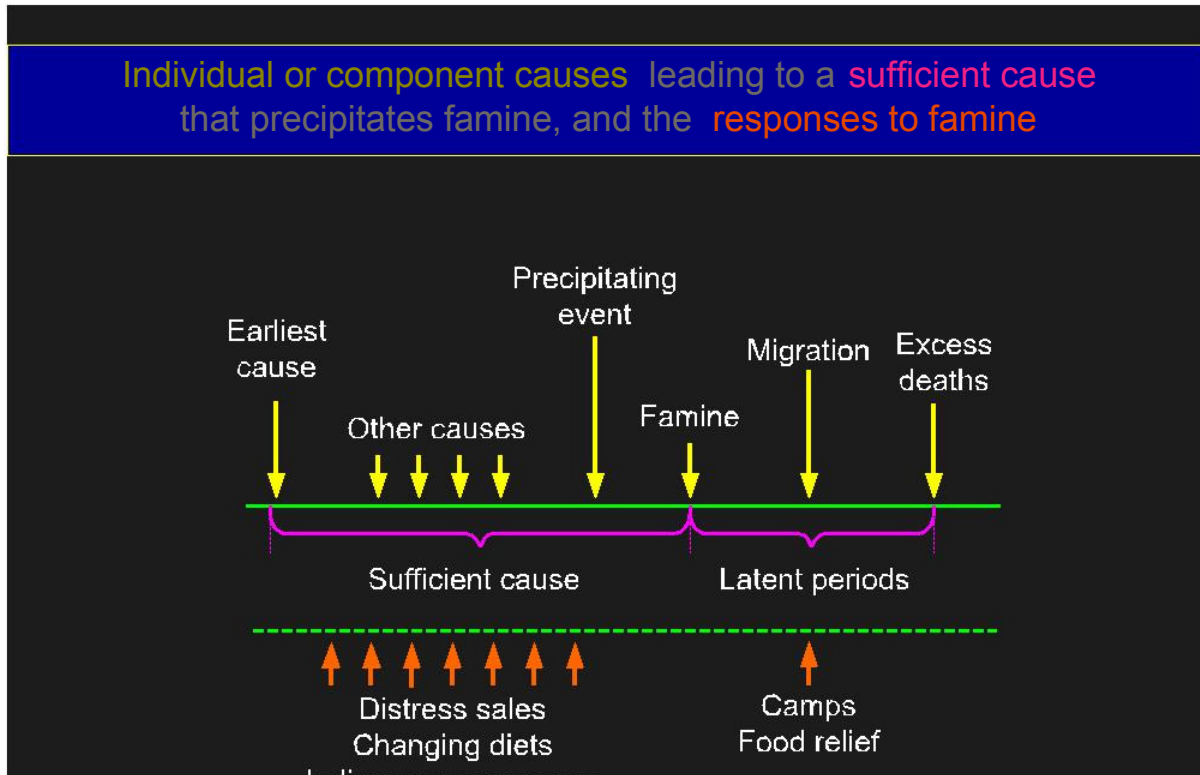 Individual or component causes leading to a sufficient cause
that precipitates famine, and the responses to famine
Precipitating
event
Earliest
cause
Migration
Excess
deaths
Other causes
Famine
Sufficient cause
Latent periods
Distress sales
Changing diets
Camps
Food relief